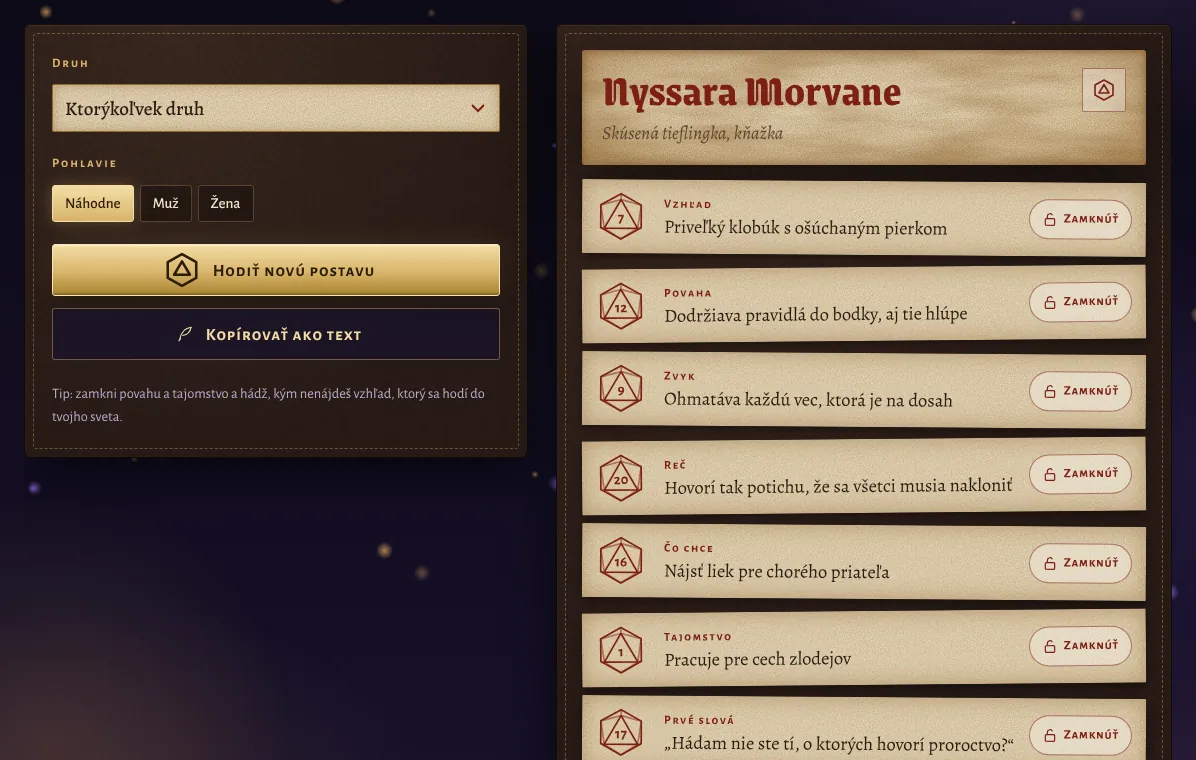 Druh
Ktorýkoľvek druh
Pohlavie
Náhodne
Muž
Žena
Hodiť novú postavu
Kopírovať ako text
Tip: zamkni povahu a tajomstvo a hádž, kým nenájdeš vzhľad, ktorý sa hodí do
tvojho sveta.
Nyssara Morvane
Skúsená tieflingka, kňažka
7
Vzhľad
Priveľký klobúk s ošúchaným pierkom
Zamknúť
12
Povaha
Dodržiava pravidlá do bodky, aj tie hlúpe
Zamknúť
9
Zvyk
Ohmatáva každú vec, ktorá je na dosah
Zamknúť
20
Reč
Hovorí tak potichu, že sa všetci musia nakloniť
Zamknúť
16
Čo chce
Nájsť liek pre chorého priateľa
Zamknúť
1
Tajomstvo
Pracuje pre cech zlodejov
Zamknúť
17
Prvé slová
„Hádam nie ste tí, o ktorých hovorí proroctvo?“
Zamknúť